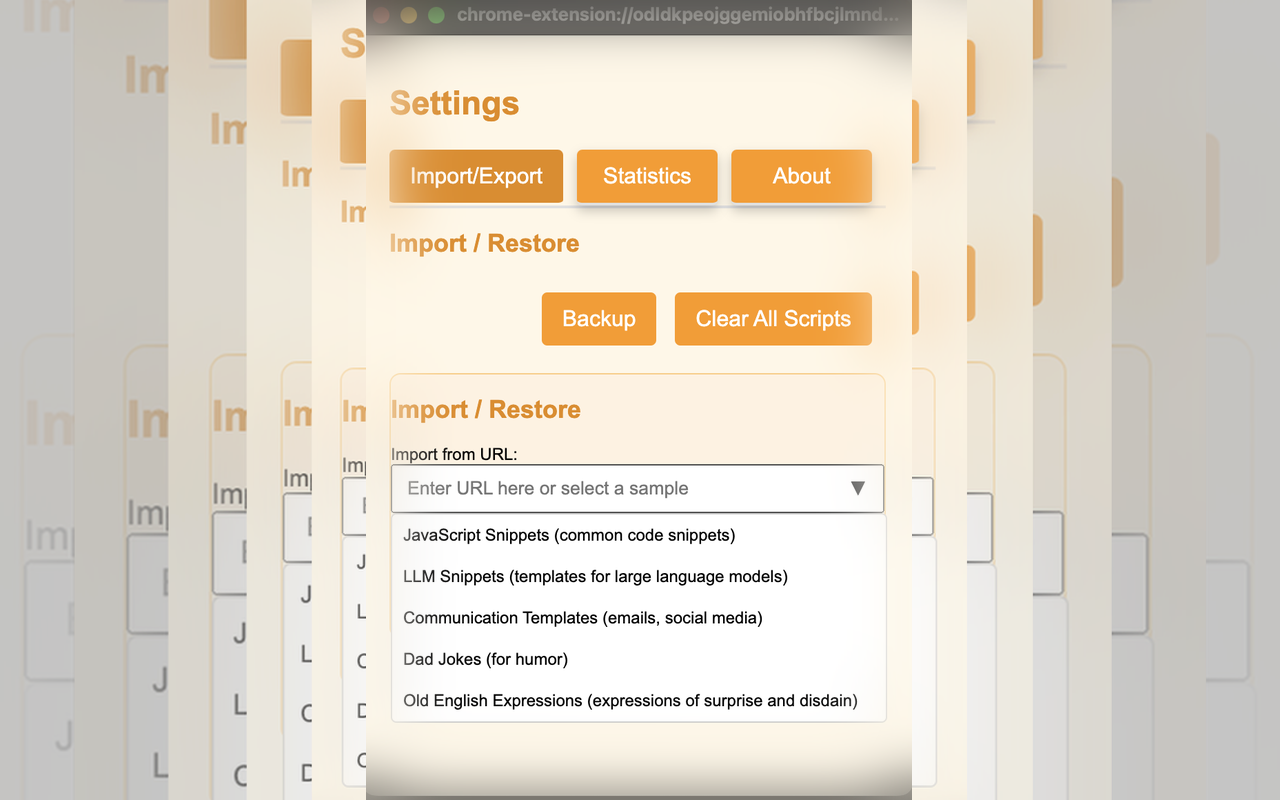 chrome-extension://odldkpeojggemiobhfbcjlmnd...
Settings
Import/Export Statistics About
Import / Restore
Backup Clear All Scripts
Import / Restore
Import from URL:
Enter URL here or select a sample ▼
JavaScript Snippets (common code snippets)
LLM Snippets (templates for large language models)
Communication Templates (emails, social media)
Dad Jokes (for humor)
Old English Expressions (expressions of surprise and disdain)